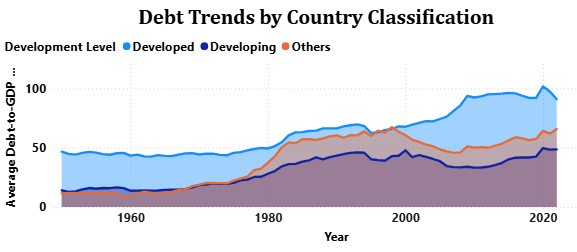 Debt Trends by Country Classification
Development Level Developed Developing Others
Average Debt-to-GDP ...
100
50
0
1960
1980
2000
2020
Year